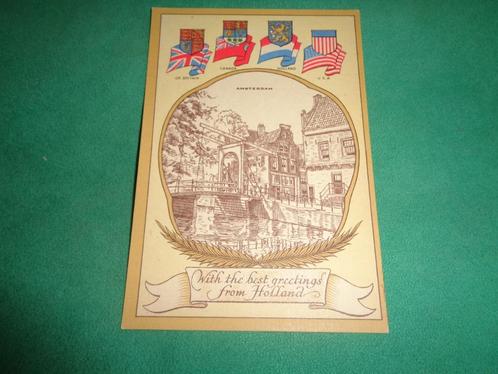 GR. BRITAIN CANADA HOLLAND U.S.A.
AMSTERDAM
With the best greetings
from Holland